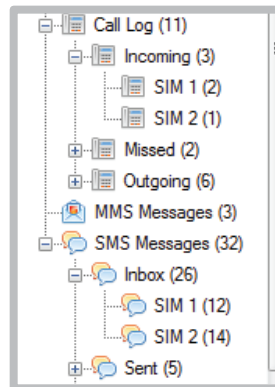 Call Log (11)
Incoming (3)
SIM 1 (2)
SIM 2 (1)
Missed (2)
Outgoing (6)
MMS Messages (3)
SMS Messages (32)
Inbox (26)
SIM 1 (12)
SIM 2 (14)
Sent (5)